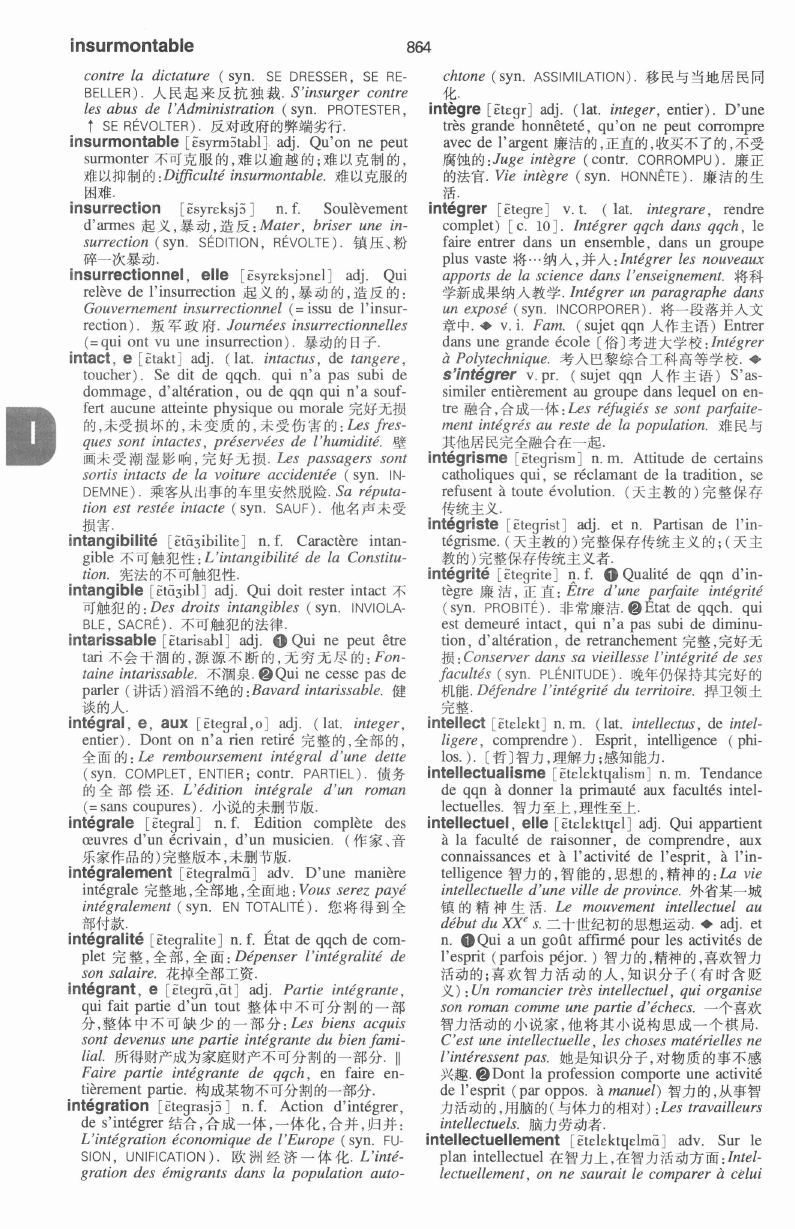 insurmontable
864
contre la dictature (syn. SE DRESSER, SE RE-
BELLER). 人民起来反抗独裁. S'insurger contre
les abus de l'Administration (syn. PROTESTER,
↑ SE RÉVOLTER). 反对政府的弊端劣行.
insurmontable [ɛ̃syrmɔ̃tabl] adj. Qu'on ne peut
surmonter 不可克服的,难以逾越的;难以克制的,
难以抑制的:Difficulté insurmontable. 难以克服的
困难.
insurrection [ɛ̃syrɛksjɔ̃] n.f. Soulèvement
d'armes 起义,暴动,造反:Mater, briser une in-
surrection (syn. SÉDITION, RÉVOLTE). 镇压、粉
碎一次暴动.
insurrectionnel, elle [ɛ̃syrɛksjɔnɛl] adj. Qui
relève de l'insurrection 起义的,暴动的,造反的:
Gouvernement insurrectionnel (= issu de l'insur-
rection). 叛军政府. Journées insurrectionnelles
(= qui ont vu une insurrection). 暴动的日子.
intact, e [ɛ̃takt] adj. (lat. intactus, de tangere,
toucher). Se dit de qqch. qui n'a pas subi de
dommage, d'altération, ou de qqn qui n'a souf-
fert aucune atteinte physique ou morale 完好无损
的,未受损坏的,未变质的,未受伤害的:Les fres-
ques sont intactes, préservées de l'humidité. 壁
画未受潮湿影响,完好无损. Les passagers sont
sortis intacts de la voiture accidentée (syn. IN-
DEMNE). 乘客从出事的车里安然脱险. Sa réputa-
tion est restée intacte (syn. SAUF). 他名声未受
损害.
intangibilité [ɛ̃tɑ̃ʒibilite] n.f. Caractère intan-
gible 不可触犯性:L'intangibilité de la Constitu-
tion. 宪法的不可触犯性.
intangible [ɛ̃tɑ̃ʒibl] adj. Qui doit rester intact 不
可触犯的:Des droits intangibles (syn. INVIOLA-
BLE, SACRÉ). 不可触犯的法律.
intarissable [ɛ̃tarisabl] adj. ❶ Qui ne peut être
tari 不会干涸的,源源不断的,无穷无尽的:Fon-
taine intarissable. 不涸泉. ❷ Qui ne cesse pas de
parler (讲话)滔滔不绝的:Bavard intarissable. 健
谈的人.
intégral, e, aux [ɛ̃tegral,o] adj. (lat. integer,
entier). Dont on n'a rien retiré 完整的,全部的,
全面的:Le remboursement intégral d'une dette
(syn. COMPLET, ENTIER; contr. PARTIEL). 债务
的全部偿还. L'édition intégrale d'un roman
(= sans coupures). 小说的未删节版.
intégrale [ɛ̃tegral] n.f. Édition complète des
œuvres d'un écrivain, d'un musicien. (作家、音
乐家作品的)完整版本,未删节版.
intégralement [ɛ̃tegralmɑ̃] adv. D'une manière
intégrale 完整地,全部地,全面地:Vous serez payé
intégralement (syn. EN TOTALITÉ). 您将得到全
部付款.
intégralité [ɛ̃tegralite] n.f. État de qqch de com-
plet 完整,全部,全面:Dépenser l'intégralité de
son salaire. 花掉全部工资.
intégrant, e [ɛ̃tegrɑ̃,ɑ̃t] adj. Partie intégrante,
qui fait partie d'un tout 整体中不可分割的一部
分,整体中不可缺少的一部分:Les biens acquis
sont devenus une partie intégrante du bien fami-
lial. 所得财产成为家庭财产不可分割的一部分. ‖
Faire partie intégrante de qqch, en faire en-
tièrement partie. 构成某物不可分割的一部分.
intégration [ɛ̃tegrasjɔ̃] n.f. Action d'intégrer,
de s'intégrer 结合,合成一体,一体化,合并,归并:
L'intégration économique de l'Europe (syn. FU-
SION, UNIFICATION). 欧洲经济一体化. L'inté-
gration des émigrants dans la population auto-
I
chtone (syn. ASSIMILATION). 移民与当地居民同
化.
intègre [ɛ̃tɛgr] adj. (lat. integer, entier). D'une
très grande honnêteté, qu'on ne peut corrompre
avec de l'argent 廉洁的,正直的,收买不了的,不受
腐蚀的:Juge intègre (contr. CORROMPU). 廉正
的法官. Vie intègre (syn. HONNÊTE). 廉洁的生
活.
intégrer [ɛ̃tegre] v.t. (lat. integrare, rendre
complet) [c. 10]. Intégrer qqch dans qqch, le
faire entrer dans un ensemble, dans un groupe
plus vaste 将…纳入,并入:Intégrer les nouveaux
apports de la science dans l'enseignement. 将科
学新成果纳入教学. Intégrer un paragraphe dans
un exposé (syn. INCORPORER). 将一段落并入文
章中. ◆ v.i. Fam. (sujet qqn 人作主语) Entrer
dans une grande école [俗]考进大学校:Intégrer
à Polytechnique. 考入巴黎综合工科高等学校. ◆
s'intégrer v.pr. (sujet qqn 人作主语) S'as-
similer entièrement au groupe dans lequel on en-
tre 融合,合成一体:Les réfugiés se sont parfaite-
ment intégrés au reste de la population. 难民与
其他居民完全融合在一起.
intégrisme [ɛ̃tegrism] n.m. Attitude de certains
catholiques qui, se réclamant de la tradition, se
refusent à toute évolution. (天主教的)完整保存
传统主义.
intégriste [ɛ̃tegrist] adj. et n. Partisan de l'in-
tégrisme. (天主教的)完整保存传统主义的;(天主
教的)完整保存传统主义者.
intégrité [ɛ̃tegrite] n.f. ❶ Qualité de qqn d'in-
tègre 廉洁,正直:Être d'une parfaite intégrité
(syn. PROBITÉ). 非常廉洁. ❷ État de qqch. qui
est demeuré intact, qui n'a pas subi de diminu-
tion, d'altération, de retranchement 完整,完好无
损:Conserver dans sa vieillesse l'intégrité de ses
facultés (syn. PLÉNITUDE). 晚年仍保持其完好的
机能. Défendre l'intégrité du territoire. 捍卫领土
完整.
intellect [ɛ̃telɛkt] n.m. (lat. intellectus, de intel-
ligere, comprendre). Esprit, intelligence (phi-
los.). [哲]智力,理解力;感知能力.
intellectualisme [ɛ̃telɛktɥalism] n.m. Tendance
de qqn à donner la primauté aux facultés intel-
lectuelles. 智力至上,理性至上.
intellectuel, elle [ɛ̃telɛktɥɛl] adj. Qui appartient
à la faculté de raisonner, de comprendre, aux
connaissances et à l'activité de l'esprit, à l'in-
telligence 智力的,智能的,思想的,精神的:La vie
intellectuelle d'une ville de province. 外省某一城
镇的精神生活. Le mouvement intellectuel au
début du XXe s. 二十世纪初的思想运动. ◆ adj. et
n. ❶ Qui a un goût affirmé pour les activités de
l'esprit (parfois péjor.) 智力的,精神的,喜欢智力
活动的;喜欢智力活动的人,知识分子(有时含贬
义):Un romancier très intellectuel, qui organise
son roman comme une partie d'échecs. 一个喜欢
智力活动的小说家,他将其小说构思成一个棋局.
C'est une intellectuelle, les choses matérielles ne
l'intéressent pas. 她是知识分子,对物质的事不感
兴趣. ❷ Dont la profession comporte une activité
de l'esprit (par oppos. à manuel) 智力的,从事智
力活动的,用脑的(与体力的相对):Les travailleurs
intellectuels. 脑力劳动者.
intellectuellement [ɛ̃telɛktɥɛlmɑ̃] adv. Sur le
plan intellectuel 在智力上,在智力活动方面:Intel-
lectuellement, on ne saurait le comparer à celui